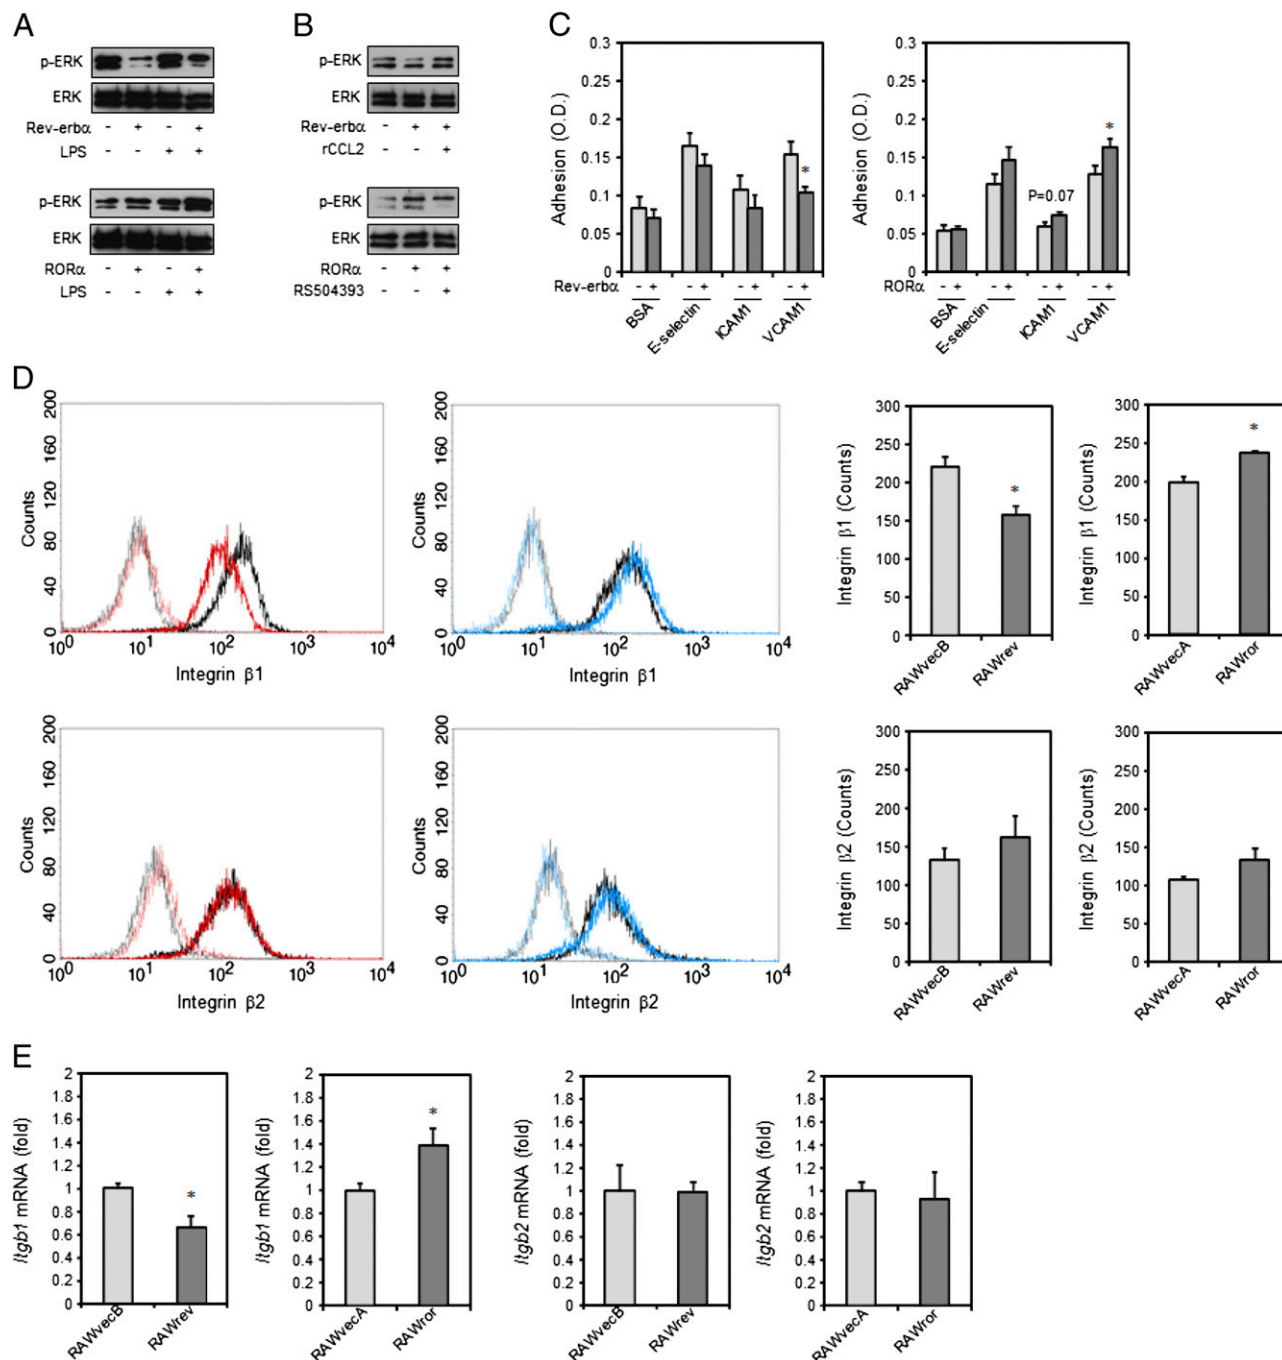 A
p-ERK
ERK
Rev-erbα - + - +
LPS - - + +
p-ERK
ERK
RORα - + - +
LPS - - + +
B
p-ERK
ERK
Rev-erbα - + +
rCCL2 - - +
p-ERK
ERK
RORα - + +
RS504393 - - +
C
0.3
0.25
0.2
0.15
0.1
0.05
0
Adhesion (O.D.)
*
Rev-erbα - + - + - + - +
BSA E-selectin ICAM1 VCAM1
0.3
0.25
0.2
0.15
0.1
0.05
0
Adhesion (O.D.)
P=0.07
*
RORα - + - + - + - +
BSA E-selectin ICAM1 VCAM1
D
200
160
120
80
40
0
Counts
10⁰ 10¹ 10² 10³ 10⁴
Integrin β1
200
160
120
80
40
0
Counts
10⁰ 10¹ 10² 10³ 10⁴
Integrin β1
300
250
200
150
100
50
0
Integrin β1 (Counts)
*
RAWvecB RAWrev
300
250
200
150
100
50
0
Integrin β1 (Counts)
*
RAWvecA RAWror
200
160
120
80
40
0
Counts
10⁰ 10¹ 10² 10³ 10⁴
Integrin β2
200
160
120
80
40
0
Counts
10⁰ 10¹ 10² 10³ 10⁴
Integrin β2
300
250
200
150
100
50
0
Integrin β2 (Counts)
RAWvecB RAWrev
300
250
200
150
100
50
0
Integrin β2 (Counts)
RAWvecA RAWror
E
2
1.8
1.6
1.4
1.2
1
0.8
0.6
0.4
0.2
0
Itgb1 mRNA (fold)
*
RAWvecB RAWrev
2
1.8
1.6
1.4
1.2
1
0.8
0.6
0.4
0.2
0
Itgb1 mRNA (fold)
*
RAWvecA RAWror
2
1.8
1.6
1.4
1.2
1
0.8
0.6
0.4
0.2
0
Itgb2 mRNA (fold)
RAWvecB RAWrev
2
1.8
1.6
1.4
1.2
1
0.8
0.6
0.4
0.2
0
Itgb2 mRNA (fold)
RAWvecA RAWror